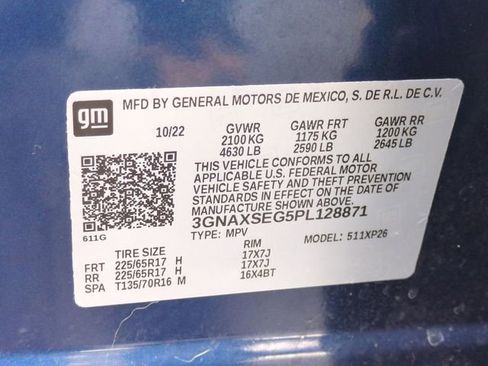 gm MFD BY GENERAL MOTORS DE MEXICO, S. DE R.L. DE C.V.
10/22 GVWR GAWR FRT GAWR RR
2100 KG 1175 KG 1200 KG
4630 LB 2590 LB 2645 LB
THIS VEHICLE CONFORMS TO ALL
APPLICABLE U.S. FEDERAL MOTOR
VEHICLE SAFETY AND THEFT PREVENTION
STANDARDS IN EFFECT ON THE DATE OF
MANUFACTURE SHOWN ABOVE.
3GNAXSEG5PL128871
611G
TYPE: MPV MODEL: 511XP26
TIRE SIZE RIM
FRT 225/65R17 H 17X7J
RR 225/65R17 H 17X7J
SPA T135/70R16 M 16X4BT